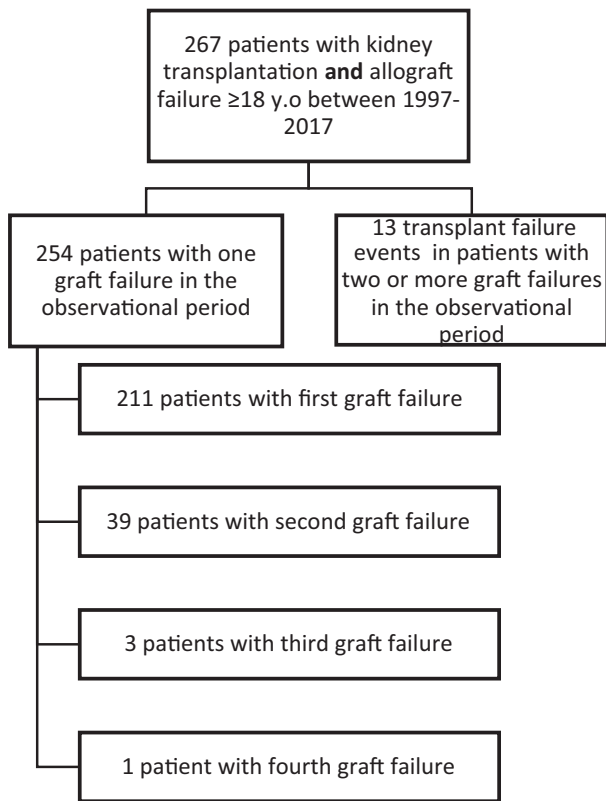 267 patients with kidney
transplantation and allograft
failure ≥18 y.o between 1997-
2017
254 patients with one
graft failure in the
observational period
13 transplant failure
events in patients with
two or more graft failures
in the observational
period
211 patients with first graft failure
39 patients with second graft failure
3 patients with third graft failure
1 patient with fourth graft failure